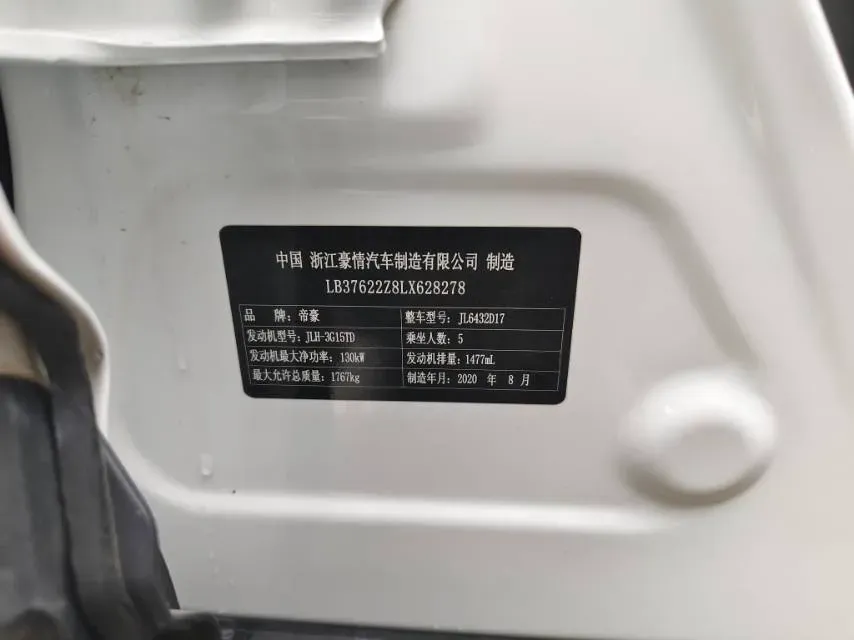 中国 浙江豪情汽车制造有限公司 制造
LB37622Z8LX628278
品 牌：帝豪 整车型号：JL6432D17
发动机型号：JLH-3G15TD 乘坐人数：5
发动机最大净功率：130kW 发动机排量：1477mL
最大允许总质量：1767kg 制造年月：2020 年 8 月